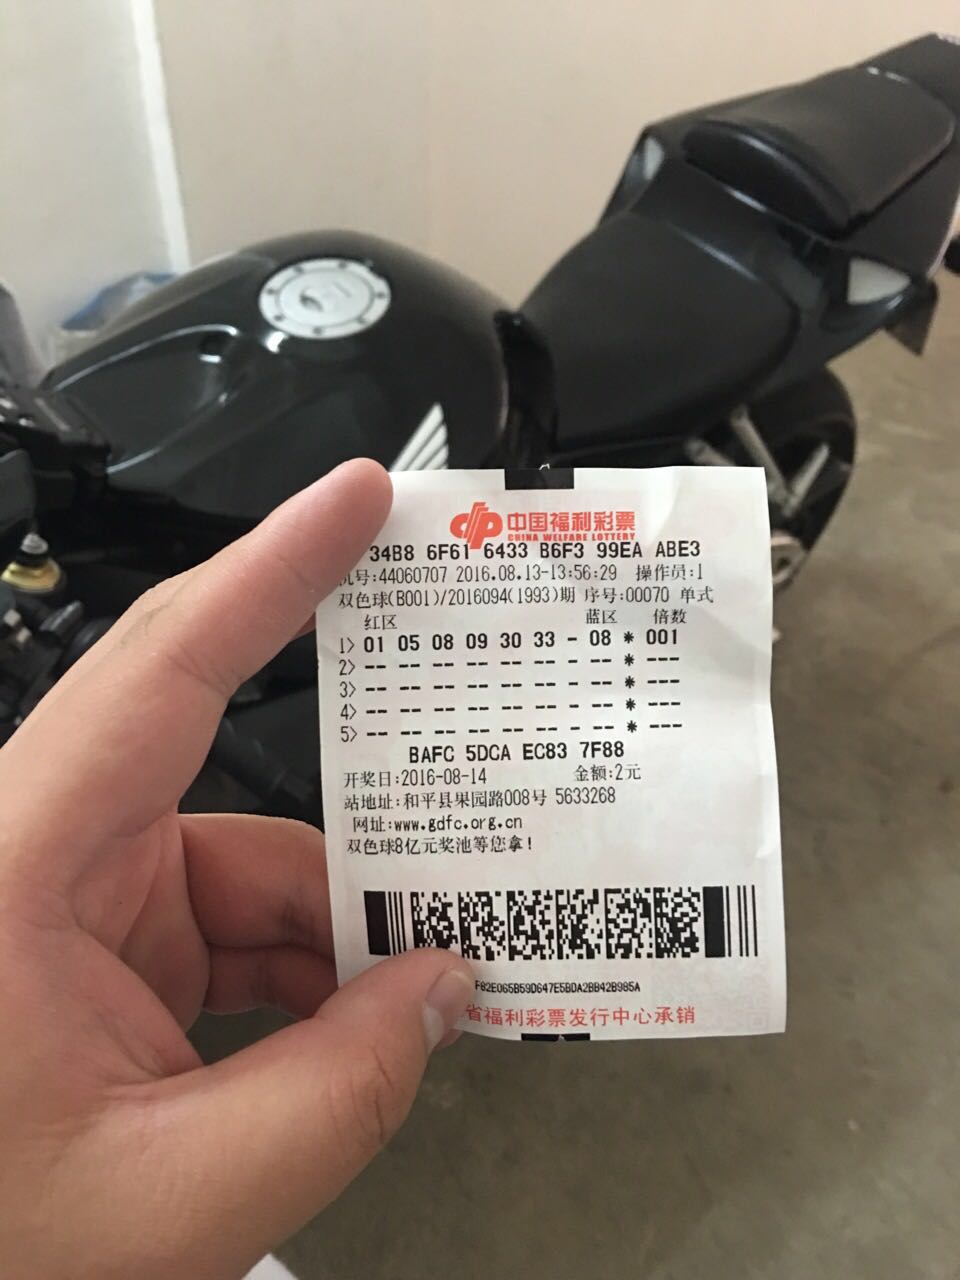 中国福利彩票
CHINA WELFARE LOTTERY
34B8 6F61 6433 B6F3 99EA ABE3
机号:44060707 2016.08.13-13:56:29 操作员:1
双色球(B001)/2016094(1993)期 序号:00070 单式
红区 蓝区 倍数
1> 01 05 08 09 30 33 - 08 * 001
2> -- -- -- -- -- -- - -- * ---
3> -- -- -- -- -- -- - -- * ---
4> -- -- -- -- -- -- - -- * ---
5> -- -- -- -- -- -- - -- * ---
BAFC 5DCA EC83 7F88
开奖日:2016-08-14 金额:2元
站地址:和平县果园路008号 5633268
网址:www.gdfc.org.cn
双色球8亿元奖池等您拿!
F82E065B59D647E5BDA2BB42B985A
省福利彩票发行中心承销